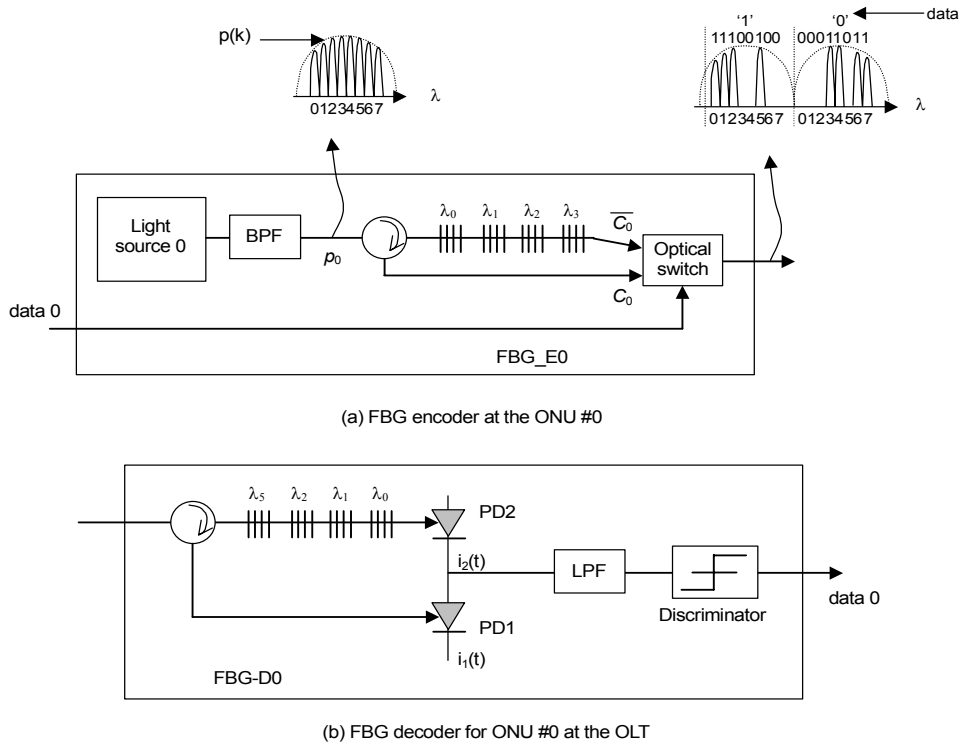 p(k)
λ
01234567
data
'1' '0'
11100100 00011011
λ
01234567 01234567
Light
source 0
BPF
p₀
λ₀ λ₁ λ₂ λ₃
C̅₀
C₀
Optical
switch
data 0
FBG_E0
(a) FBG encoder at the ONU #0
λ₅ λ₂ λ₁ λ₀
PD2
i₂(t)
LPF
Discriminator
data 0
PD1
i₁(t)
FBG-D0
(b) FBG decoder for ONU #0 at the OLT